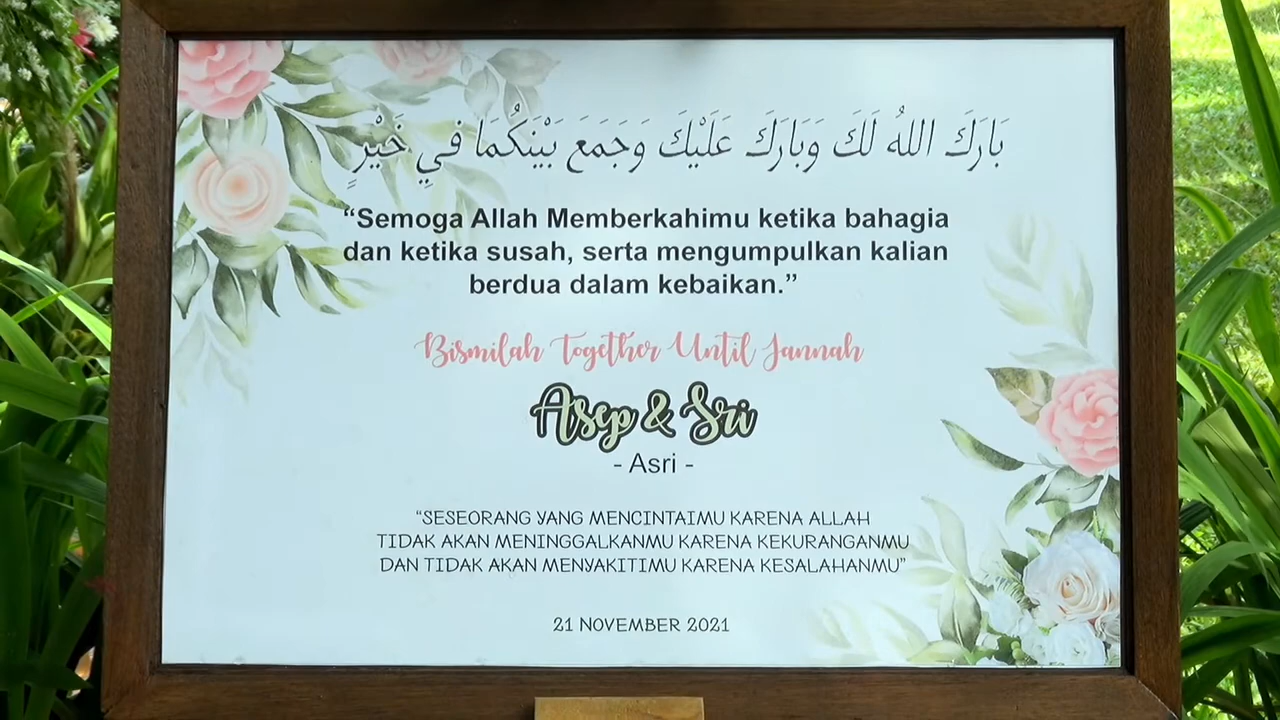 بَارَكَ اللهُ لَكَ وَبَارَكَ عَلَيْكَ وَجَمَعَ بَيْنَكُمَا فِي خَيْرٍ
“Semoga Allah Memberkahimu ketika bahagia
dan ketika susah, serta mengumpulkan kalian
berdua dalam kebaikan.”
Bismilah Together Until Jannah
Asep & Sri
- Asri -
“SESEORANG YANG MENCINTAIMU KARENA ALLAH
TIDAK AKAN MENINGGALKANMU KARENA KEKURANGANMU
DAN TIDAK AKAN MENYAKITIMU KARENA KESALAHANMU”
21 NOVEMBER 2021